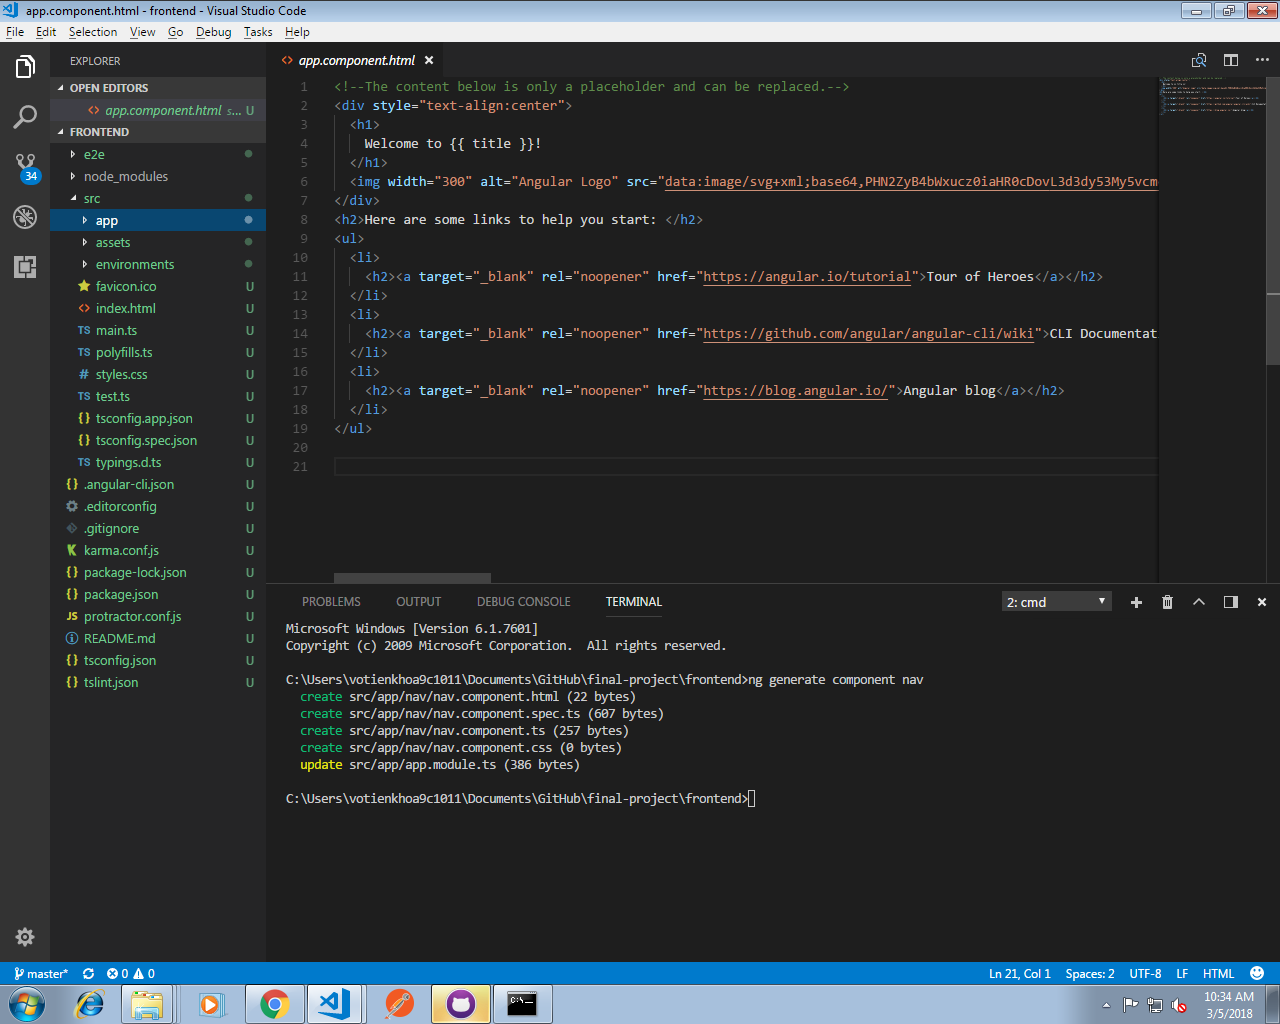 app.component.html - frontend - Visual Studio Code
File Edit Selection View Go Debug Tasks Help
EXPLORER
OPEN EDITORS
<> app.component.html s... U
FRONTEND
e2e
node_modules
src
app
assets
environments
favicon.ico U
<> index.html U
TS main.ts U
TS polyfills.ts U
# styles.css U
TS test.ts U
{} tsconfig.app.json U
{} tsconfig.spec.json U
TS typings.d.ts U
{} .angular-cli.json U
.editorconfig U
.gitignore U
K karma.conf.js U
{} package-lock.json U
{} package.json U
JS protractor.conf.js U
README.md U
{} tsconfig.json U
{} tslint.json U
34
<> app.component.html ×
1 <!--The content below is only a placeholder and can be replaced.-->
2 <div style="text-align:center">
3 <h1>
4 Welcome to {{ title }}!
5 </h1>
6 <img width="300" alt="Angular Logo" src="data:image/svg+xml;base64,PHN2ZyB4bWxucz0iaHR0cDovL3d3dy53My5vcm
7 </div>
8 <h2>Here are some links to help you start: </h2>
9 <ul>
10 <li>
11 <h2><a target="_blank" rel="noopener" href="https://angular.io/tutorial">Tour of Heroes</a></h2>
12 </li>
13 <li>
14 <h2><a target="_blank" rel="noopener" href="https://github.com/angular/angular-cli/wiki">CLI Documentat
15 </li>
16 <li>
17 <h2><a target="_blank" rel="noopener" href="https://blog.angular.io/">Angular blog</a></h2>
18 </li>
19 </ul>
20
21
PROBLEMS OUTPUT DEBUG CONSOLE TERMINAL 2: cmd
Microsoft Windows [Version 6.1.7601]
Copyright (c) 2009 Microsoft Corporation.  All rights reserved.
C:\Users\votienkhoa9c1011\Documents\GitHub\final-project\frontend>ng generate component nav
create src/app/nav/nav.component.html (22 bytes)
create src/app/nav/nav.component.spec.ts (607 bytes)
create src/app/nav/nav.component.ts (257 bytes)
create src/app/nav/nav.component.css (0 bytes)
update src/app/app.module.ts (386 bytes)
C:\Users\votienkhoa9c1011\Documents\GitHub\final-project\frontend>
master* 0 0 Ln 21, Col 1 Spaces: 2 UTF-8 LF HTML
10:34 AM
3/5/2018